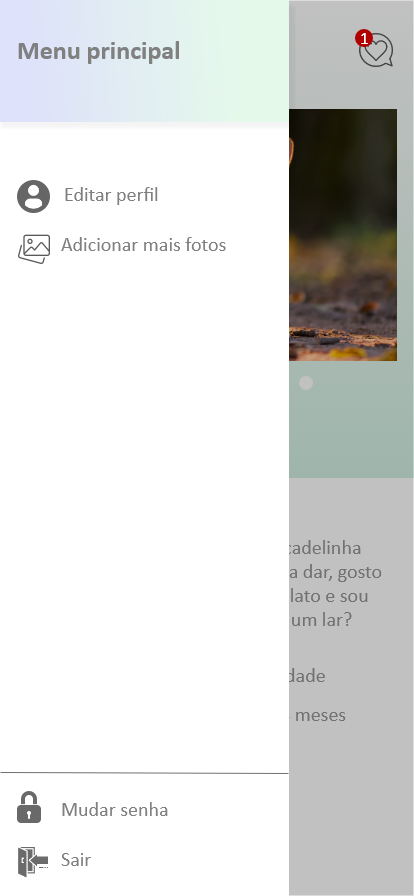 Menu principal
1
Editar perfil
Adicionar mais fotos
cadelinha
a dar, gosto
lato e sou
um lar?
dade
meses
Mudar senha
Sair